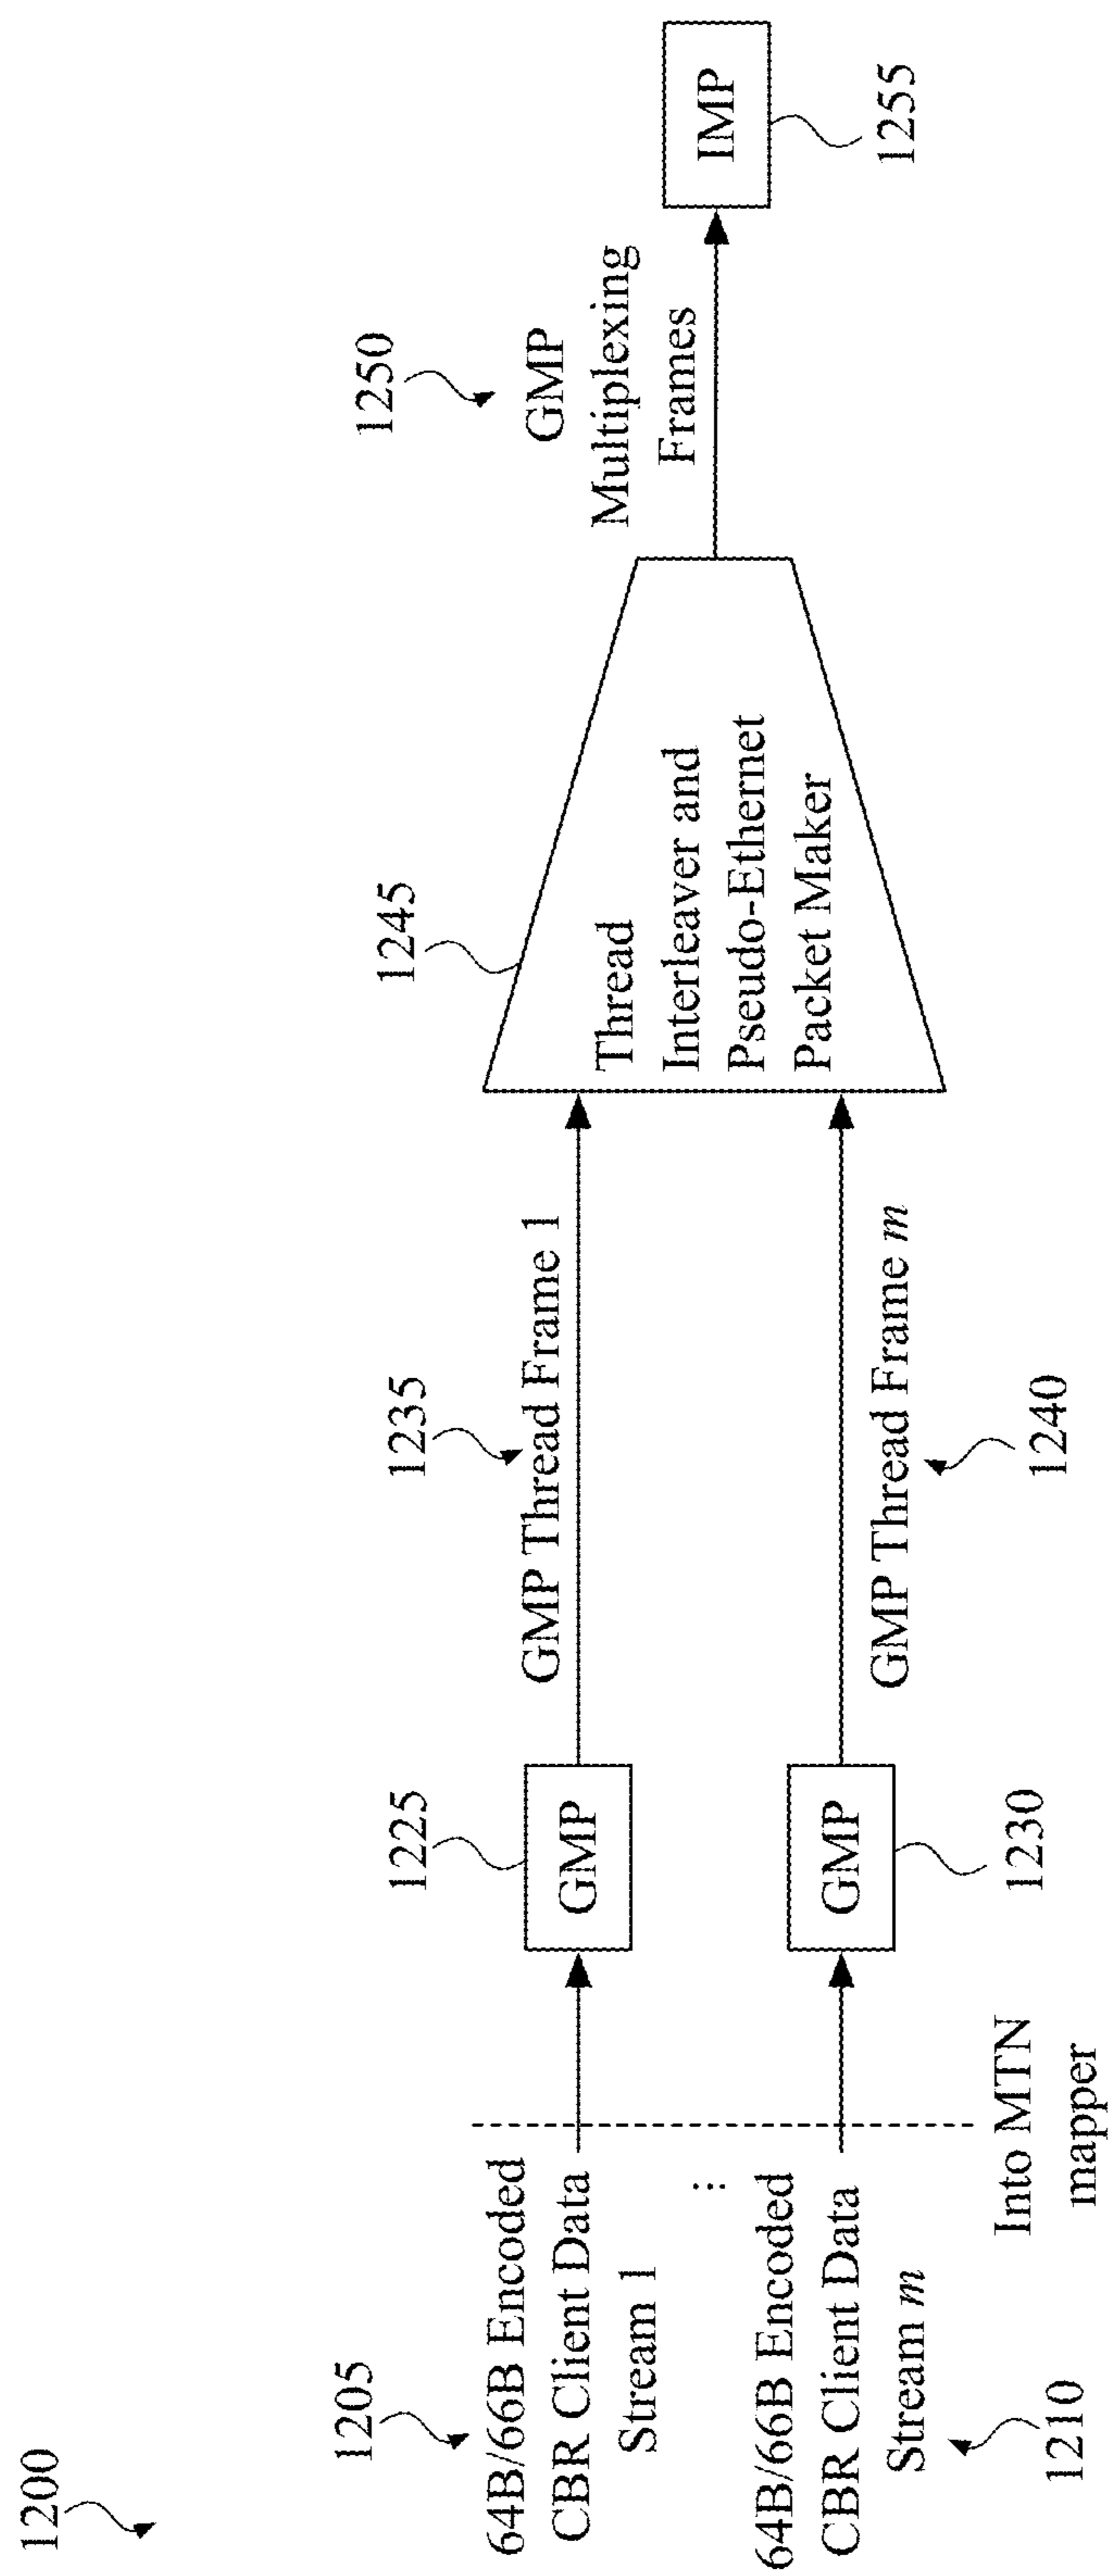 1200
1205
64B/66B Encoded
CBR Client Data
Stream 1
...
64B/66B Encoded
CBR Client Data
Stream m
1210
Into MTN
mapper
1225
GMP
GMP
1230
1235
GMP Thread Frame 1
GMP Thread Frame m
1240
1245
Thread
Interleaver and
Pseudo-Ethernet
Packet Maker
1250
GMP
Multiplexing
Frames
IMP
1255